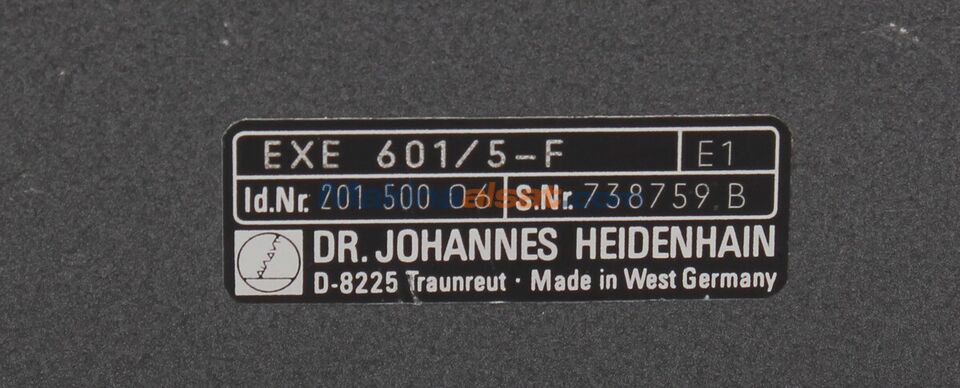 EXE 601/5-F E1
Id.Nr. 201 500 06 S.Nr. 738759 B
DR. JOHANNES HEIDENHAIN
D-8225 Traunreut · Made in West Germany